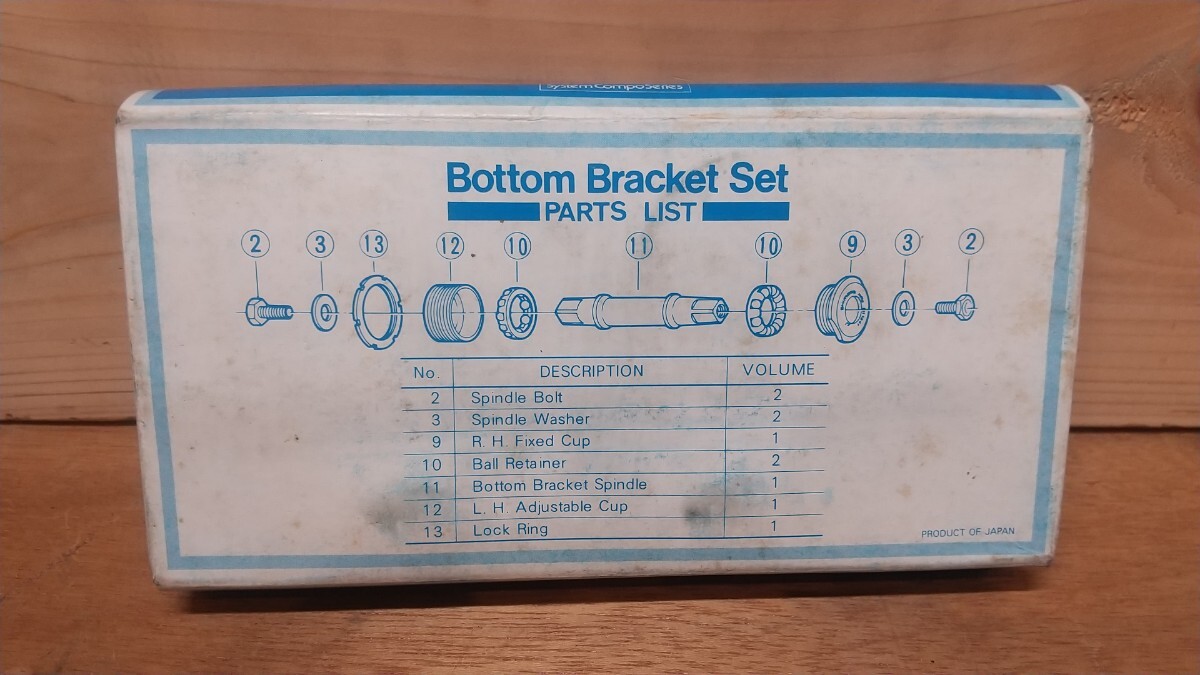 System Components
Bottom Bracket Set
PARTS LIST
2 3 13 12 10 11 10 9 3 2
No. DESCRIPTION VOLUME
2 Spindle Bolt 2
3 Spindle Washer 2
9 R. H. Fixed Cup 1
10 Ball Retainer 2
11 Bottom Bracket Spindle 1
12 L. H. Adjustable Cup 1
13 Lock Ring 1
PRODUCT OF JAPAN